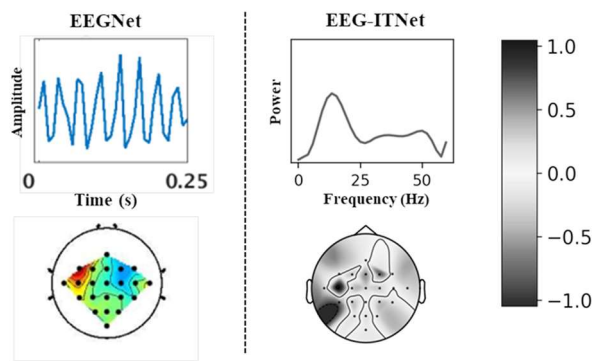 EEGNet
Amplitude
0 0.25
Time (s)
EEG-ITNet
Power
0 25 50
Frequency (Hz)
1.0
0.5
0.0
−0.5
−1.0